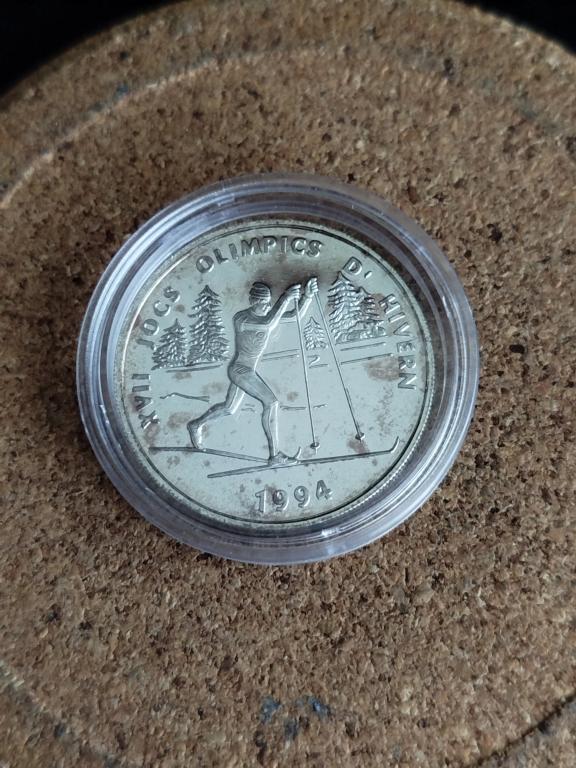 XVII JOCS OLIMPICS D' HIVERN
1994